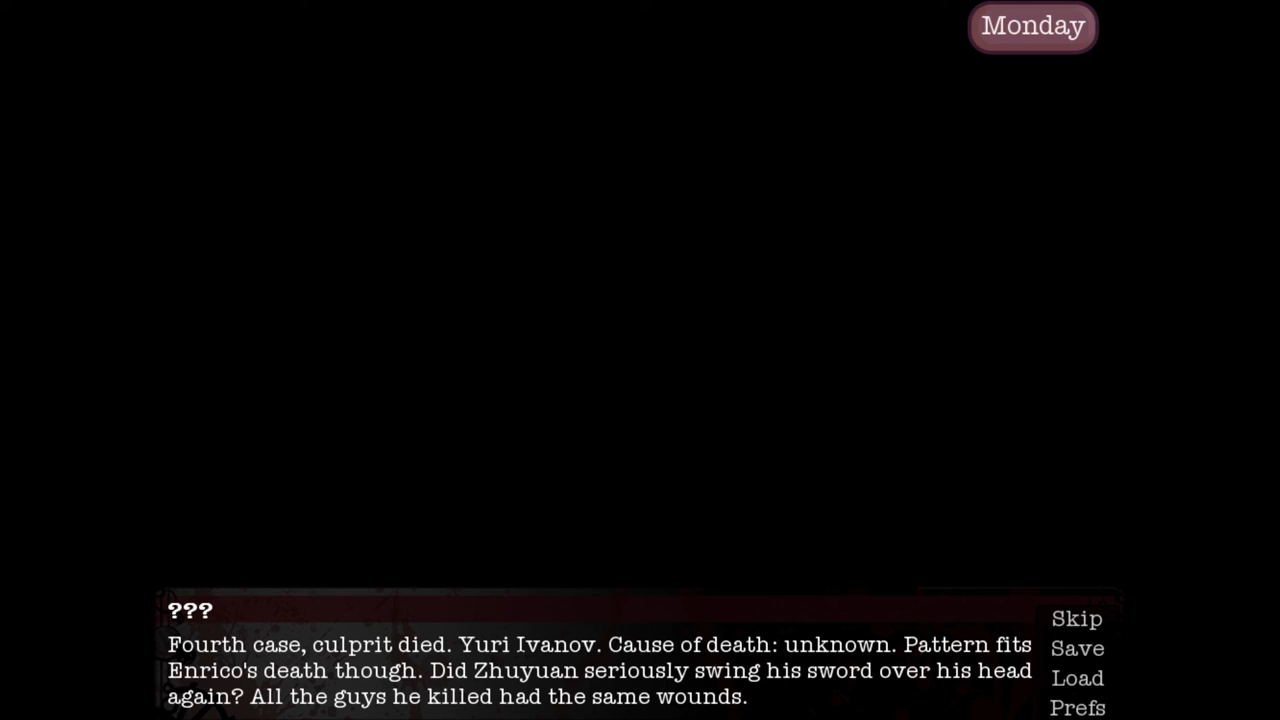 Monday
???
Fourth case, culprit died. Yuri Ivanov. Cause of death: unknown. Pattern fits
Enrico's death though. Did Zhuyuan seriously swing his sword over his head
again? All the guys he killed had the same wounds.
Skip
Save
Load
Prefs